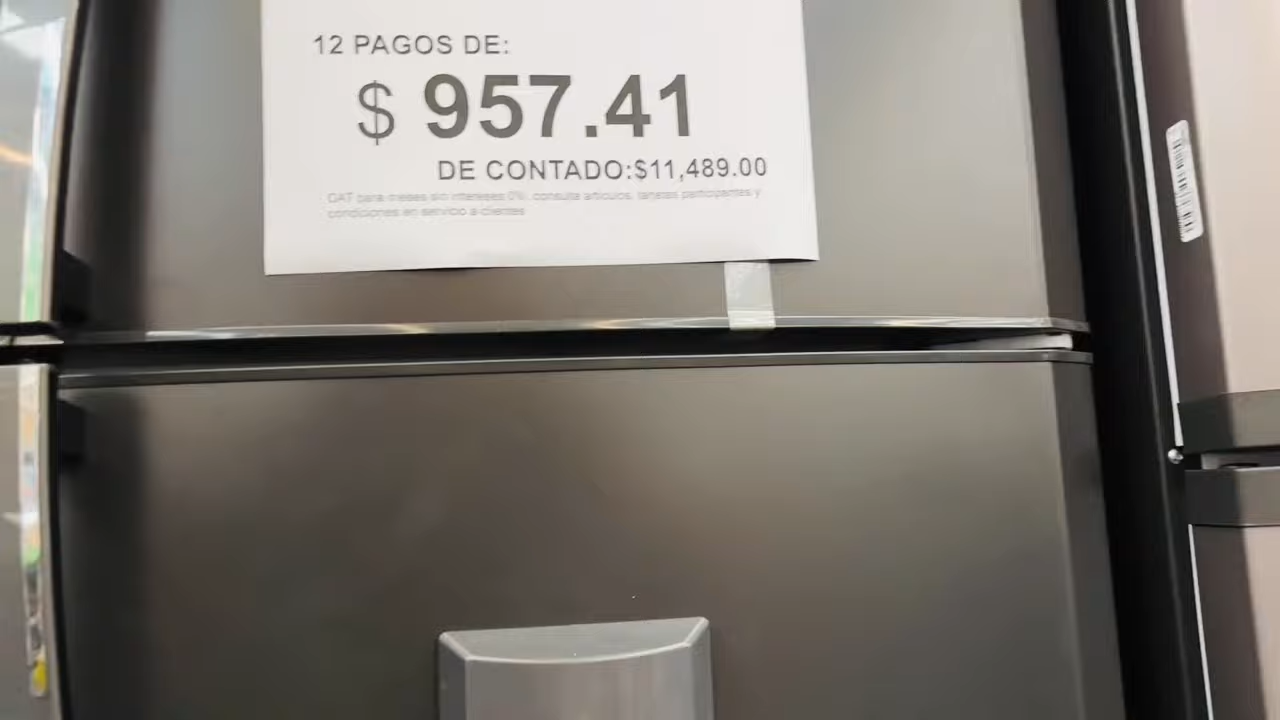 12 PAGOS DE:
$ 957.41
DE CONTADO:$11,489.00
CAT para meses sin intereses 0%, consulta artículos, tarjetas participantes y
condiciones en servicio a clientes